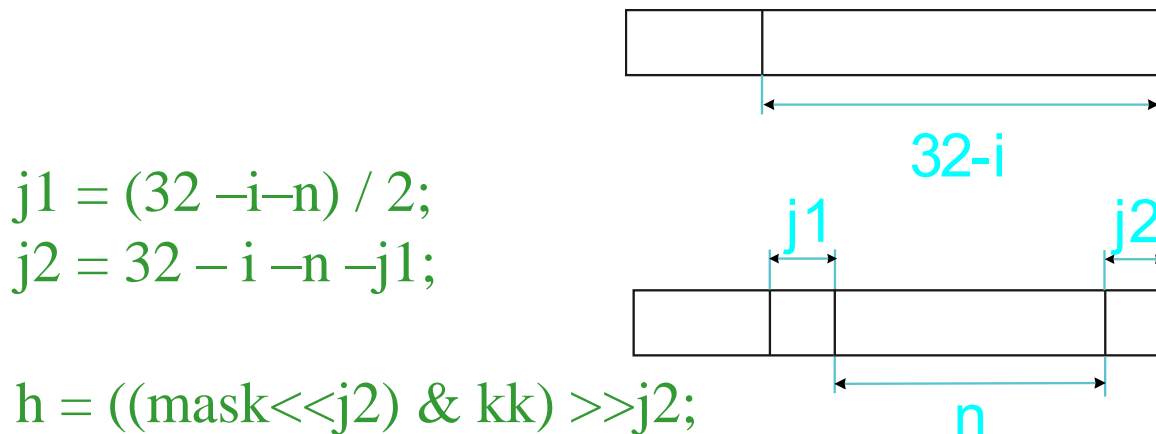 32-i
j1 = (32 –i–n) / 2;
j2 = 32 – i –n –j1;
j1
j2
h = ((mask<<j2) & kk) >>j2;
n